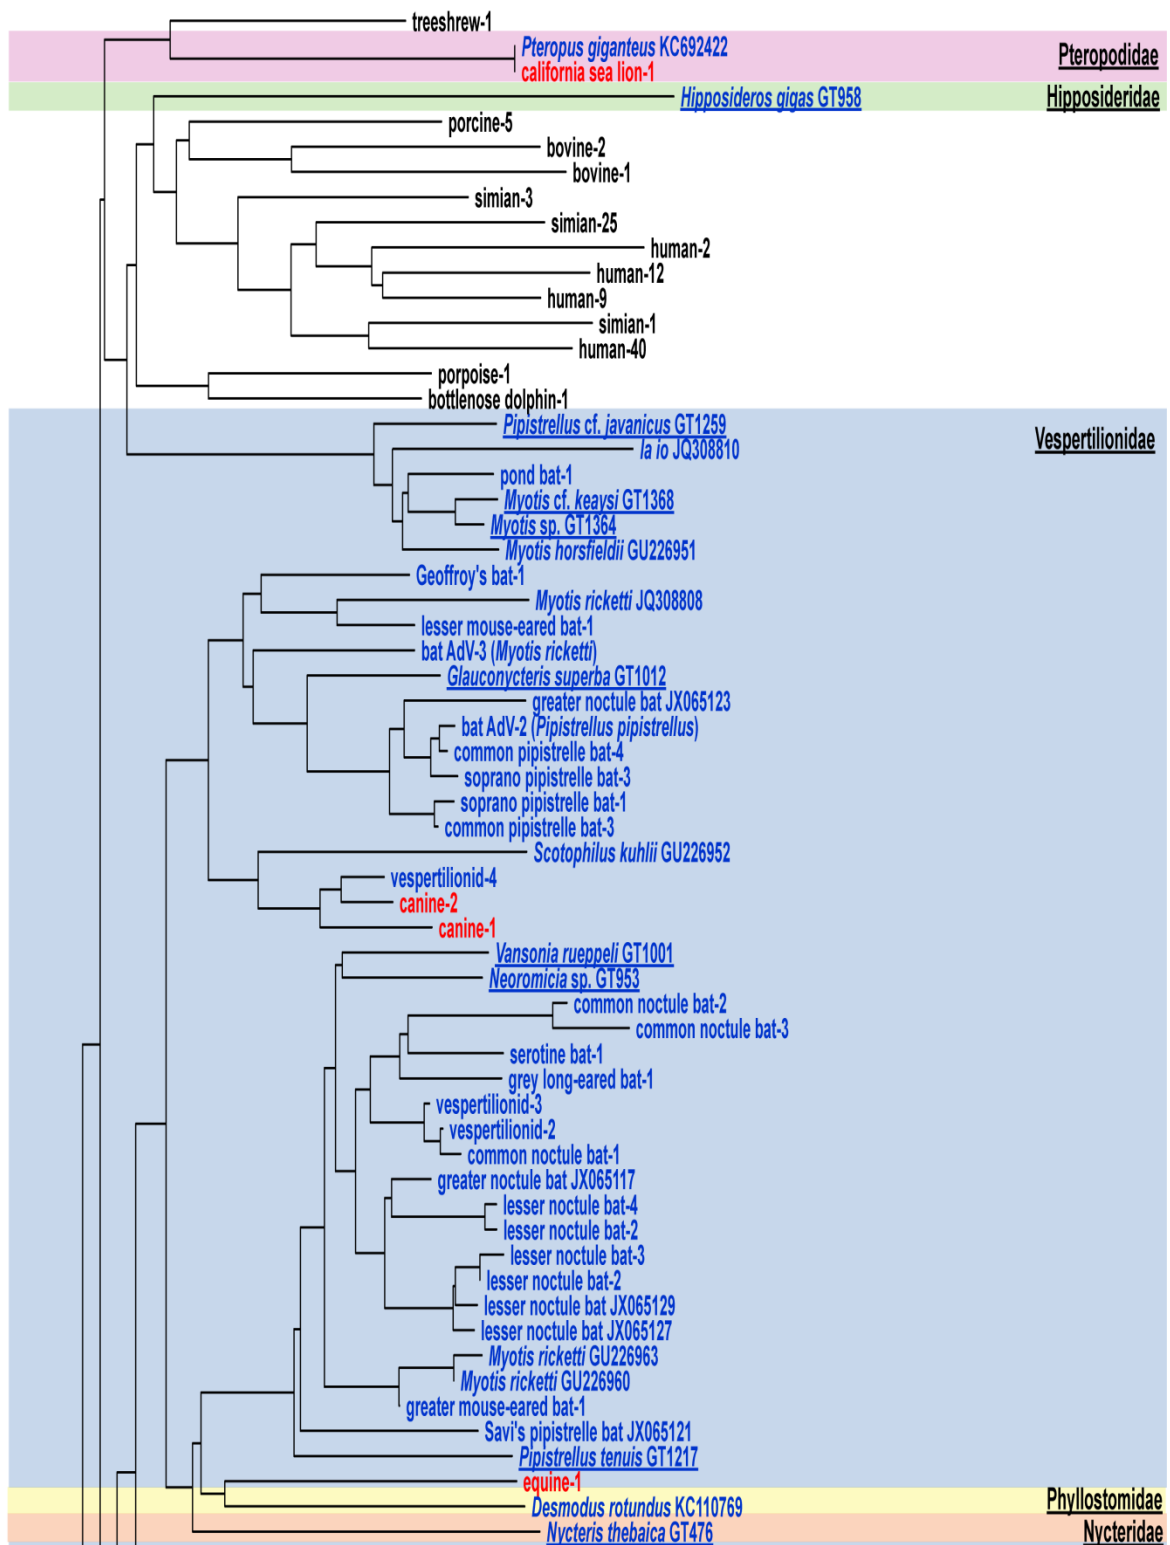 treeshrew-1
Pteropus giganteus KC692422
Pteropodidae
california sea lion-1
Hipposideros gigas GT958
Hipposideridae
porcine-5
bovine-2
bovine-1
simian-3
simian-25
human-2
human-12
human-9
simian-1
human-40
porpoise-1
bottlenose dolphin-1
Pipistrellus cf. javanicus GT1259
Vespertilionidae
Ia io JQ308810
pond bat-1
Myotis cf. keaysi GT1368
Myotis sp. GT1364
Myotis horsfieldii GU226951
Geoffroy's bat-1
Myotis ricketti JQ308808
lesser mouse-eared bat-1
bat AdV-3 (Myotis ricketti)
Glauconycteris superba GT1012
greater noctule bat JX065123
bat AdV-2 (Pipistrellus pipistrellus)
common pipistrelle bat-4
soprano pipistrelle bat-3
soprano pipistrelle bat-1
common pipistrelle bat-3
Scotophilus kuhlii GU226952
vespertilionid-4
canine-2
canine-1
Vansonia rueppeli GT1001
Neoromicia sp. GT953
common noctule bat-2
common noctule bat-3
serotine bat-1
grey long-eared bat-1
vespertilionid-3
vespertilionid-2
common noctule bat-1
greater noctule bat JX065117
lesser noctule bat-4
lesser noctule bat-2
lesser noctule bat-3
lesser noctule bat-2
lesser noctule bat JX065129
lesser noctule bat JX065127
Myotis ricketti GU226963
Myotis ricketti GU226960
greater mouse-eared bat-1
Savi's pipistrelle bat JX065121
Pipistrellus tenuis GT1217
equine-1
Desmodus rotundus KC110769
Phyllostomidae
Nycteris thebaica GT476
Nycteridae